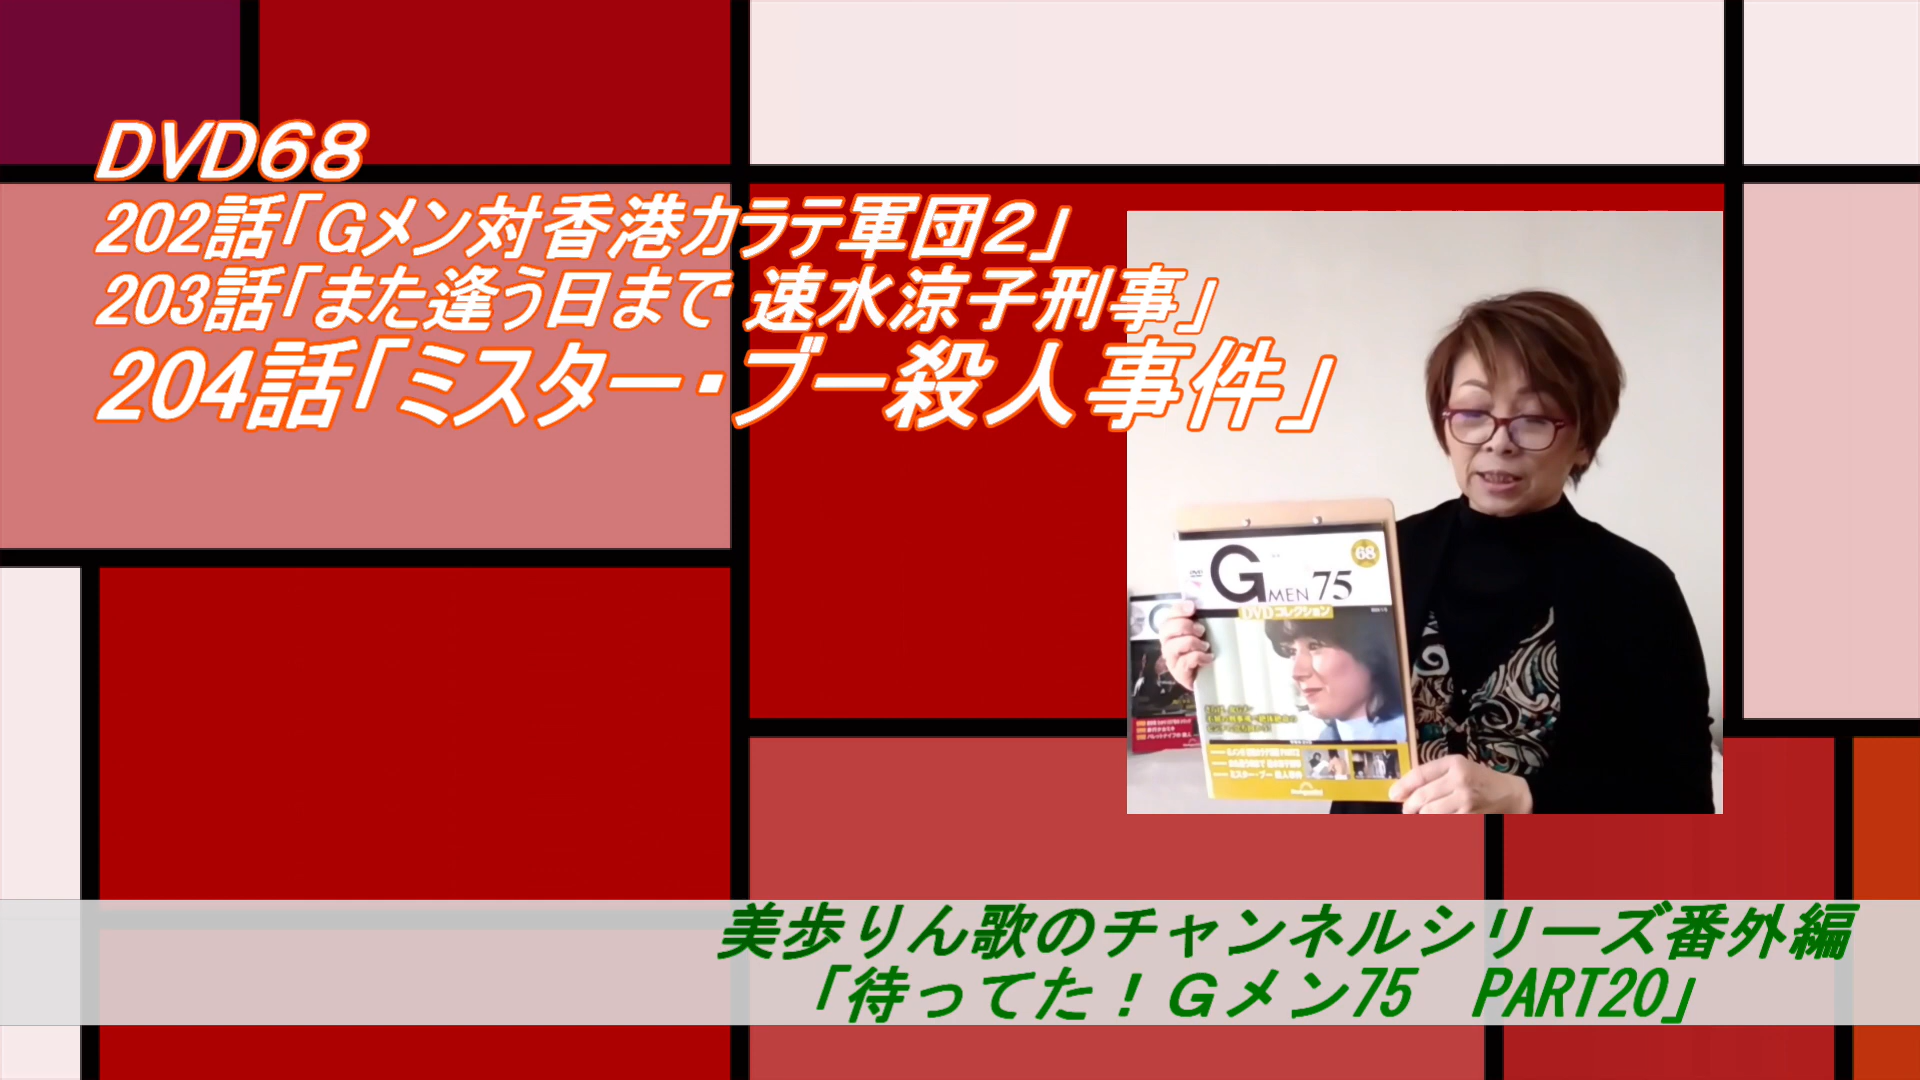 DVD68
202話「Gメン対香港カラテ軍団2」
203話「また逢う日まで 速水涼子刑事」
204話「ミスター・ブー殺人事件」
68
DVD
G MEN 75
DVDコレクション
美歩りん歌のチャンネルシリーズ番外編
「待ってた！Gメン75　PART20」